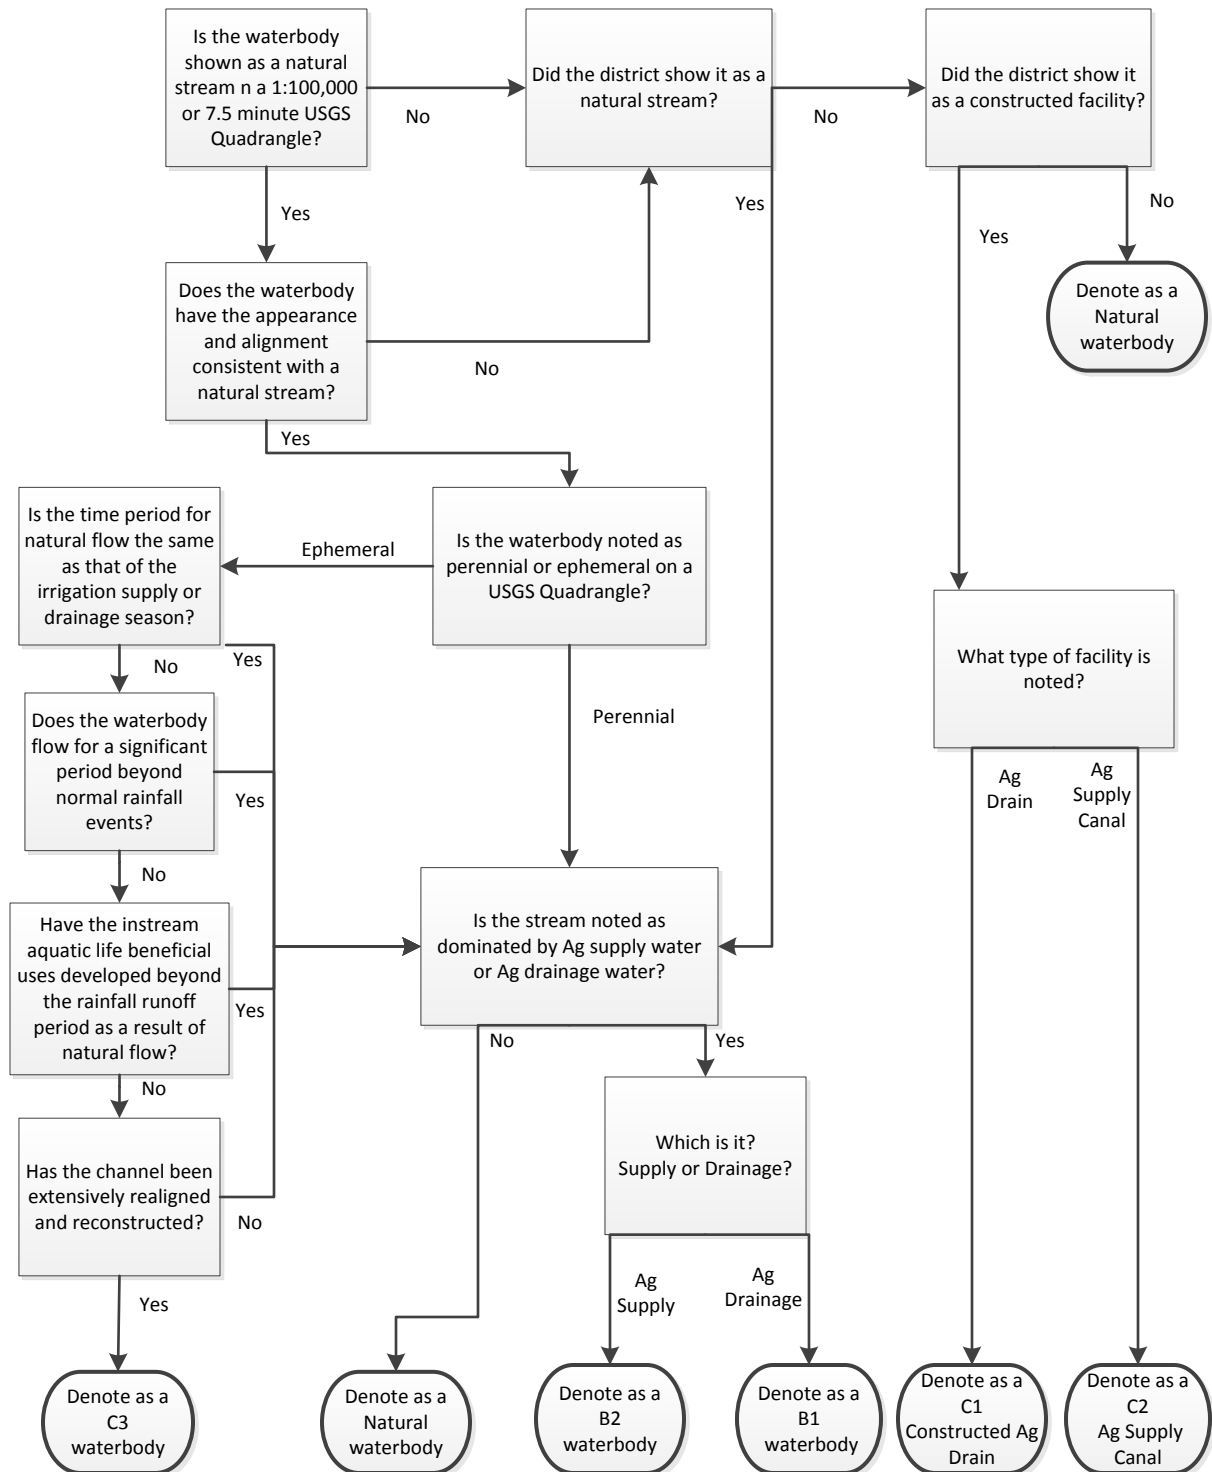 Is the waterbody
shown as a natural
stream n a 1:100,000
or 7.5 minute USGS
Quadrangle?
No
Did the district show it as a
natural stream?
No
Did the district show it
as a constructed facility?
Yes
Yes
Yes
No
Denote as a
Natural
waterbody
Does the waterbody
have the appearance
and alignment
consistent with a
natural stream?
No
Yes
Is the time period for
natural flow the same
as that of the
irrigation supply or
drainage season?
Ephemeral
Is the waterbody noted as
perennial or ephemeral on a
USGS Quadrangle?
Yes
No
Perennial
What type of facility is
noted?
Does the waterbody
flow for a significant
period beyond
normal rainfall
events?
Yes
No
Ag
Drain
Ag
Supply
Canal
Have the instream
aquatic life beneficial
uses developed beyond
the rainfall runoff
period as a result of
natural flow?
Yes
No
Is the stream noted as
dominated by Ag supply water
or Ag drainage water?
No
Yes
Has the channel been
extensively realigned
and reconstructed?
No
Yes
Which is it?
Supply or Drainage?
Ag
Supply
Ag
Drainage
Denote as a
C3
waterbody
Denote as a
Natural
waterbody
Denote as a
B2
waterbody
Denote as a
B1
waterbody
Denote as a
C1
Constructed Ag
Drain
Denote as a
C2
Ag Supply
Canal